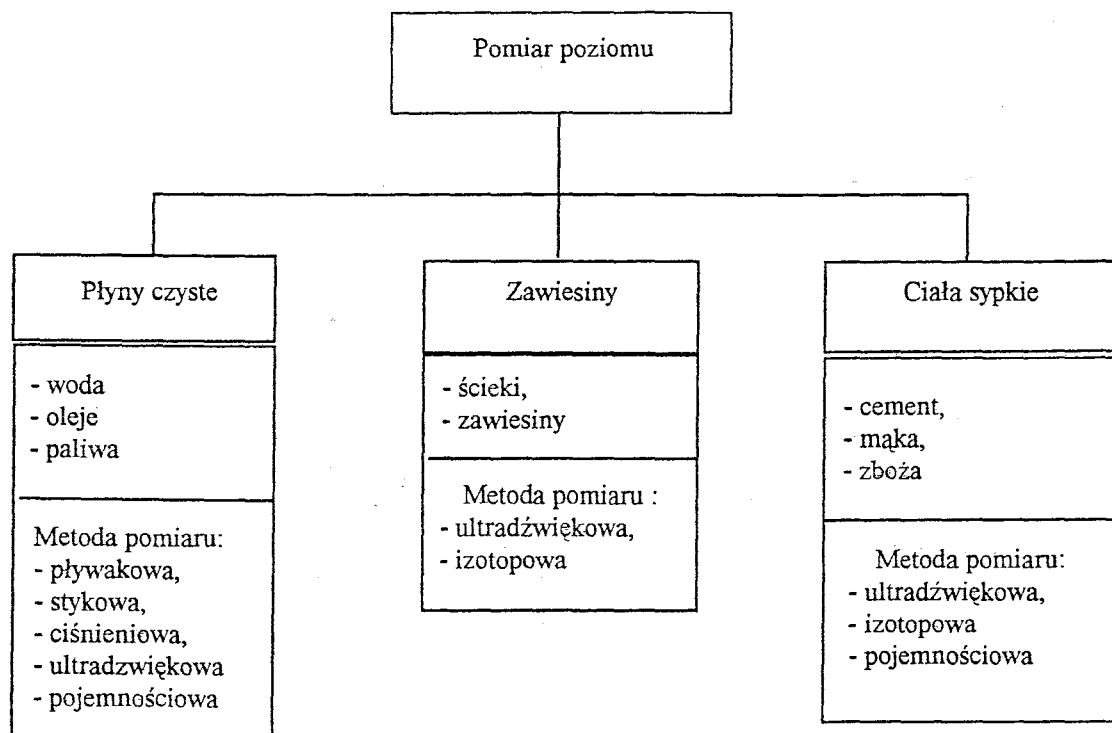 Pomiar poziomu
Płyny czyste
- woda
- oleje
- paliwa
Metoda pomiaru:
- pływakowa,
- stykowa,
- ciśnieniowa,
- ultradzwiękowa
- pojemnościowa
Zawiesiny
- ścieki,
- zawiesiny
Metoda pomiaru :
- ultradźwiękowa,
- izotopowa
Ciała sypkie
- cement,
- mąka,
- zboża
Metoda pomiaru:
- ultradźwiękowa,
- izotopowa
- pojemnościowa